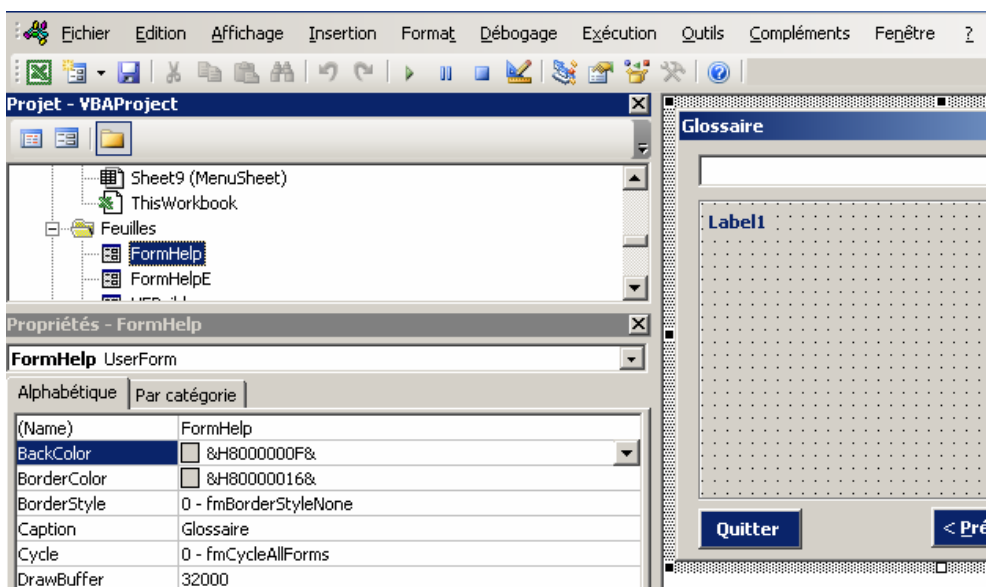 Fichier Edition Affichage Insertion Format Débogage Exécution Outils Compléments Fenêtre ?
Projet - VBAProject
Sheet9 (MenuSheet)
ThisWorkbook
Feuilles
FormHelp
FormHelpE
Propriétés - FormHelp
FormHelp UserForm
Alphabétique Par catégorie
(Name) FormHelp
BackColor &H8000000F&
BorderColor &H80000016&
BorderStyle 0 - fmBorderStyleNone
Caption Glossaire
Cycle 0 - fmCycleAllForms
DrawBuffer 32000
Glossaire
Label1
Quitter < Pré